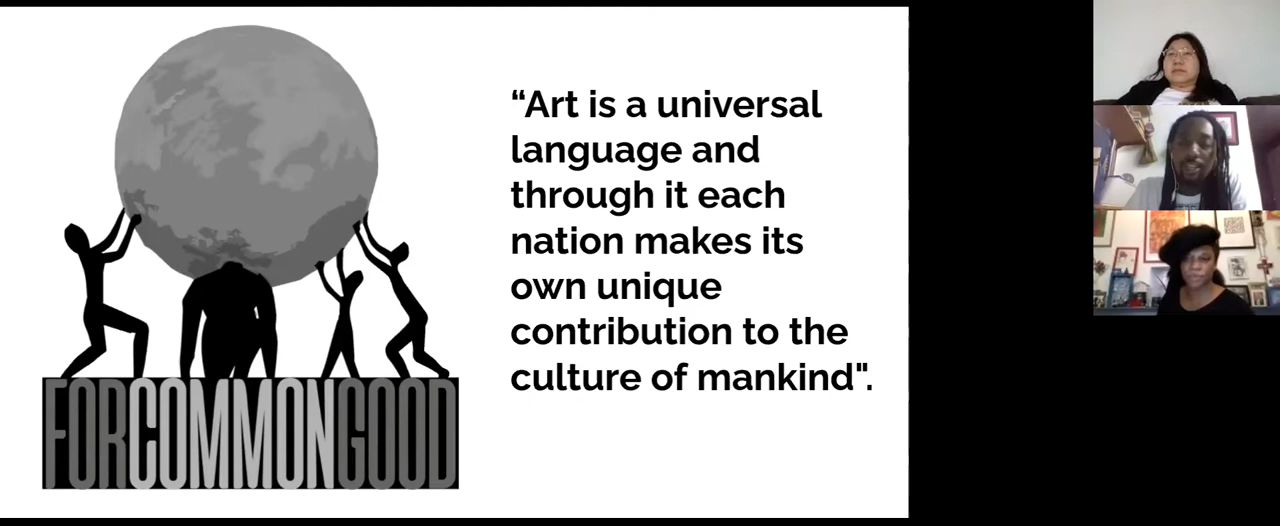 “Art is a universal
language and
through it each
nation makes its
own unique
contribution to the
culture of mankind".
FORCOMMONGOOD